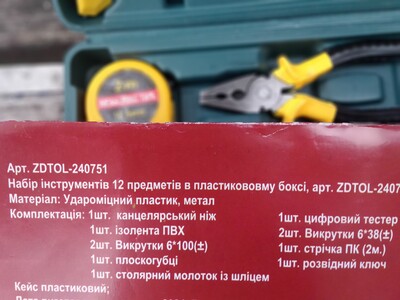 Арт. ZDTOL-240751
Набір інструментів 12 предметів в пластикововму боксі, арт. ZDTOL-2407
Матеріал: Удароміцний пластик, метал
Комплектація: 1шт. канцелярський ніж 1шт. цифровий тестер
1шт. ізолента ПВХ 2шт. Викрутки 6*38(±)
2шт. Викрутки 6*100(±) 1шт. стрічка ПК (2м.)
1шт. плоскогубці 1шт. розвідний ключ
1шт. столярний молоток із шліцем
Кейс пластиковий;